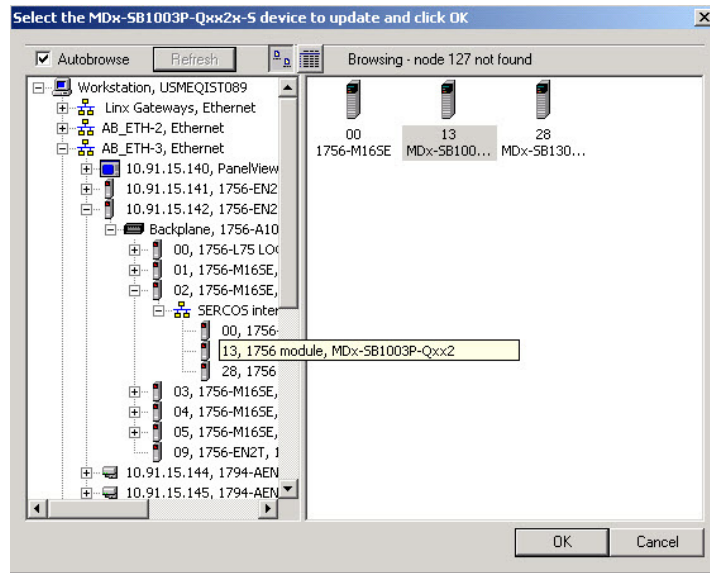 Select the MDx-SB1003P-Qxx2x-S device to update and click OK
Autobrowse
Refresh
Browsing - node 127 not found
Workstation, USMEQIST089
Linx Gateways, Ethernet
AB_ETH-2, Ethernet
AB_ETH-3, Ethernet
10.91.15.140, PanelView
10.91.15.141, 1756-EN2
10.91.15.142, 1756-EN2
Backplane, 1756-A10
00, 1756-L75 LO
01, 1756-M16SE,
02, 1756-M16SE,
SERCOS inter
00, 1756-
13, 1756 module, MDx-SB1003P-Qxx2
28, 1756
03, 1756-M16SE,
04, 1756-M16SE,
05, 1756-M16SE,
09, 1756-EN2T, 1
10.91.15.144, 1794-AEN
10.91.15.145, 1794-AEN
00
1756-M16SE
13
MDx-SB100...
28
MDx-SB130...
OK
Cancel